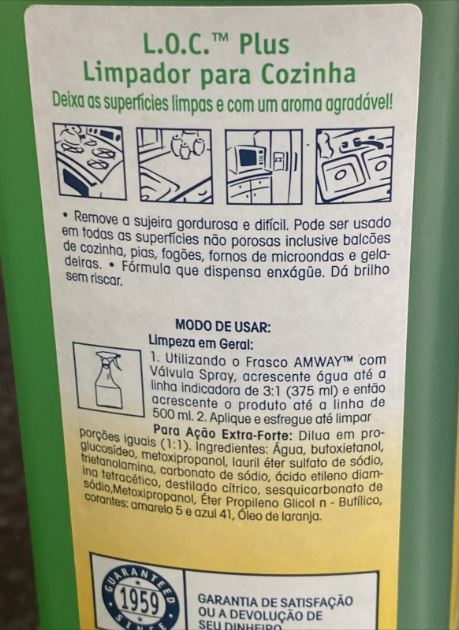 L.O.C.™ Plus
Limpador para Cozinha
Deixa as superfícies limpas e com um aroma agradável!
• Remove a sujeira gordurosa e difícil. Pode ser usado
em todas as superfícies não porosas inclusive balcões
de cozinha, pias, fogões, fornos de microondas e gela-
deiras. • Fórmula que dispensa enxágüe. Dá brilho
sem riscar.
MODO DE USAR:
Limpeza em Geral:
1. Utilizando o Frasco AMWAY™ com
Válvula Spray, acrescente água até a
linha indicadora de 3:1 (375 ml) e então
acrescente o produto até a linha de
500 ml. 2. Aplique e esfregue até limpar
Para Ação Extra-Forte: Dilua em pro-
porções iguais (1:1). Ingredientes: Água, butoxietanol,
glucosídeo, metoxipropanol, lauril éter sulfato de sódio,
trietanolamina, carbonato de sódio, ácido etileno diam-
ina tetracético, destilado cítrico, sesquicarbonato de
sódio,Metoxipropanol, Éter Propileno Glicol n - Butílico,
corantes: amarelo 5 e azul 41, Óleo de laranja.
GUARANTEED
1959
SINCE
GARANTIA DE SATISFAÇÃO
OU A DEVOLUÇÃO DE
SEU DINHEIRO